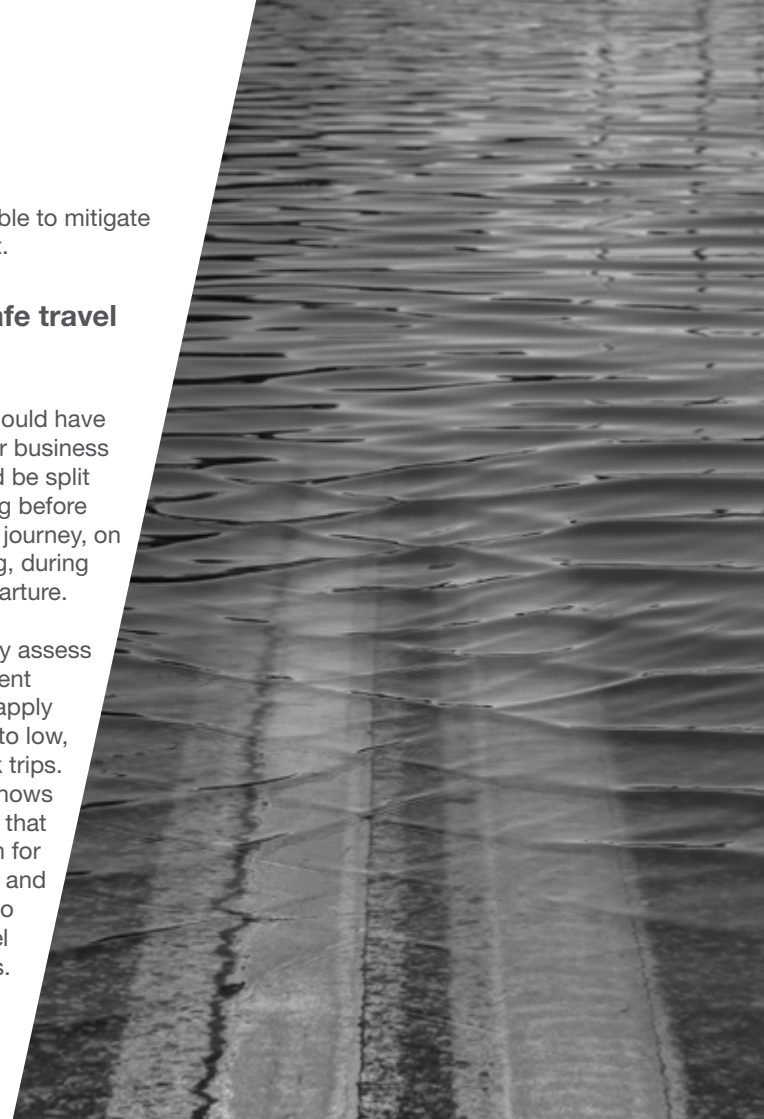 ble to mitigate
afe travel
ould have
r business
d be split
g before
journey, on
g, during
arture.
y assess
ent
apply
to low,
trips.
nows
that
n for
and
o
el
s.